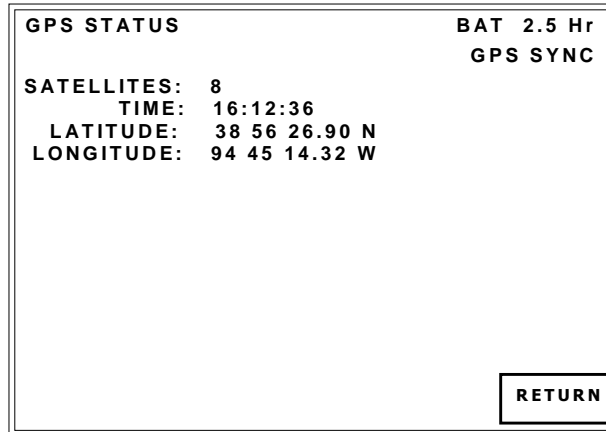 GPS STATUS BAT 2.5 Hr
GPS SYNC
SATELLITES: 8
TIME: 16:12:36
LATITUDE: 38 56 26.90 N
LONGITUDE: 94 45 14.32 W
RETURN